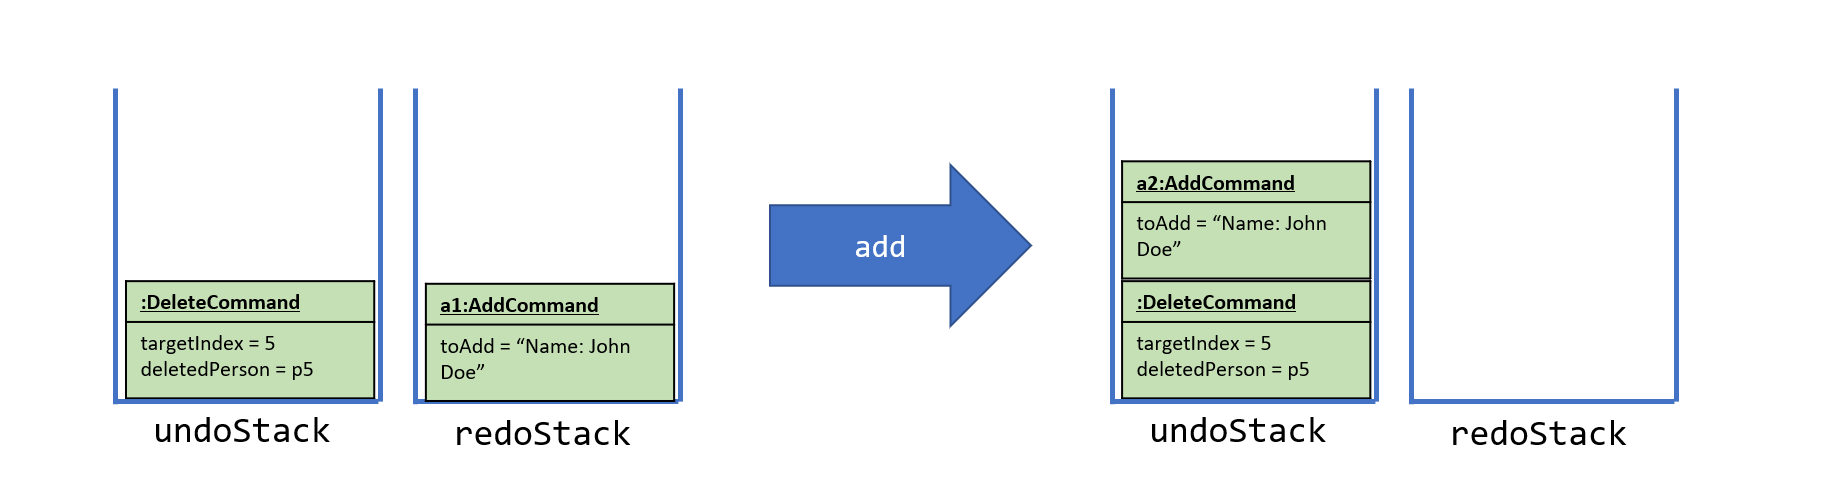 :DeleteCommand
targetIndex = 5
deletedPerson = p5
undoStack
a1:AddCommand
toAdd = “Name: John
Doe”
redoStack
add
a2:AddCommand
toAdd = “Name: John
Doe”
:DeleteCommand
targetIndex = 5
deletedPerson = p5
undoStack
redoStack